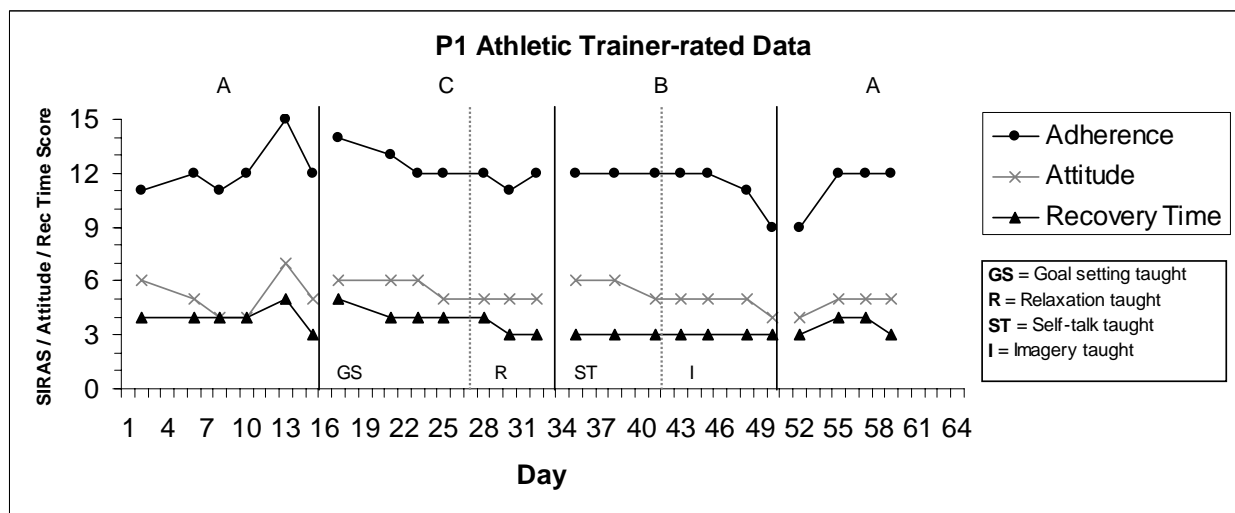 P1 Athletic Trainer-rated Data
A C B A
SIRAS / Attitude / Rec Time Score
15
12
9
6
3
0
GS R ST I
1 4 7 10 13 16 19 22 25 28 31 34 37 40 43 46 49 52 55 58 61 64
Day
Adherence
Attitude
Recovery Time
GS = Goal setting taught
R = Relaxation taught
ST = Self-talk taught
I = Imagery taught